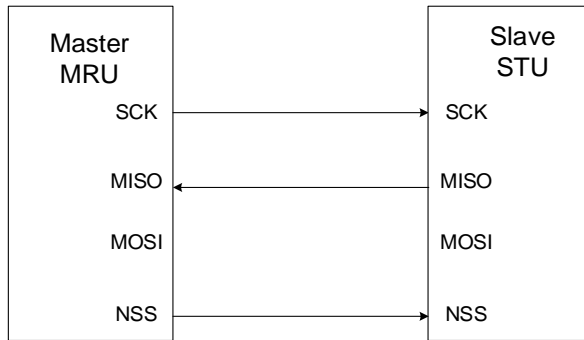 Master
MRU
SCK
MISO
MOSI
NSS
Slave
STU
SCK
MISO
MOSI
NSS